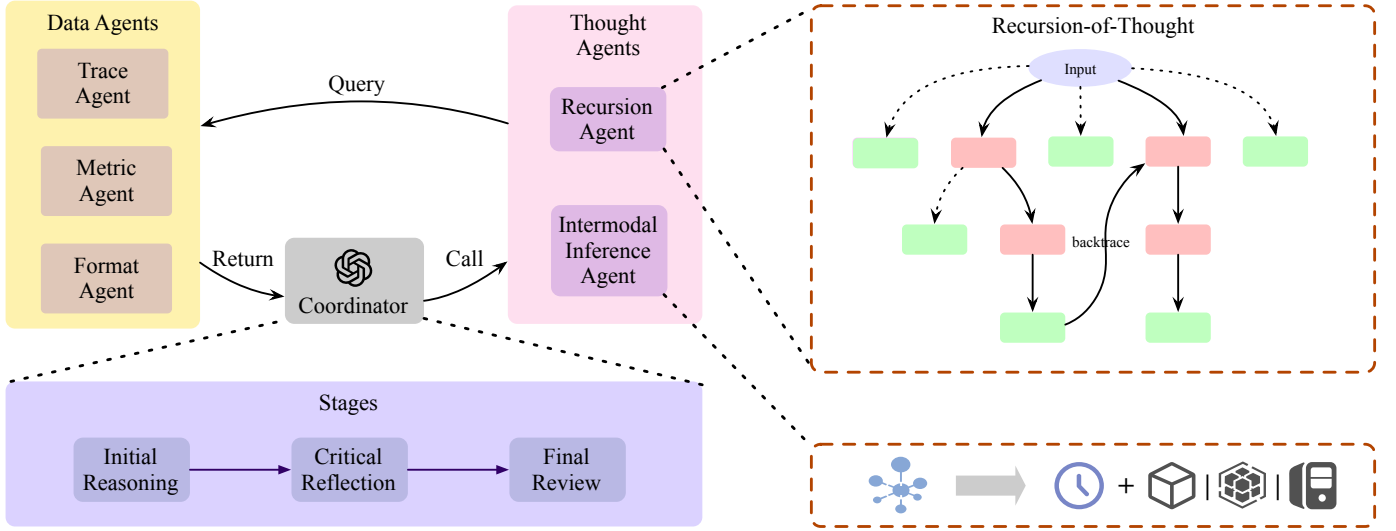 Data Agents
Trace
Agent
Metric
Agent
Format
Agent
Query
Return
Call
Coordinator
Thought
Agents
Recursion
Agent
Intermodal
Inference
Agent
Stages
Initial
Reasoning
Critical
Reflection
Final
Review
Recursion-of-Thought
Input
backtrace
+ | |